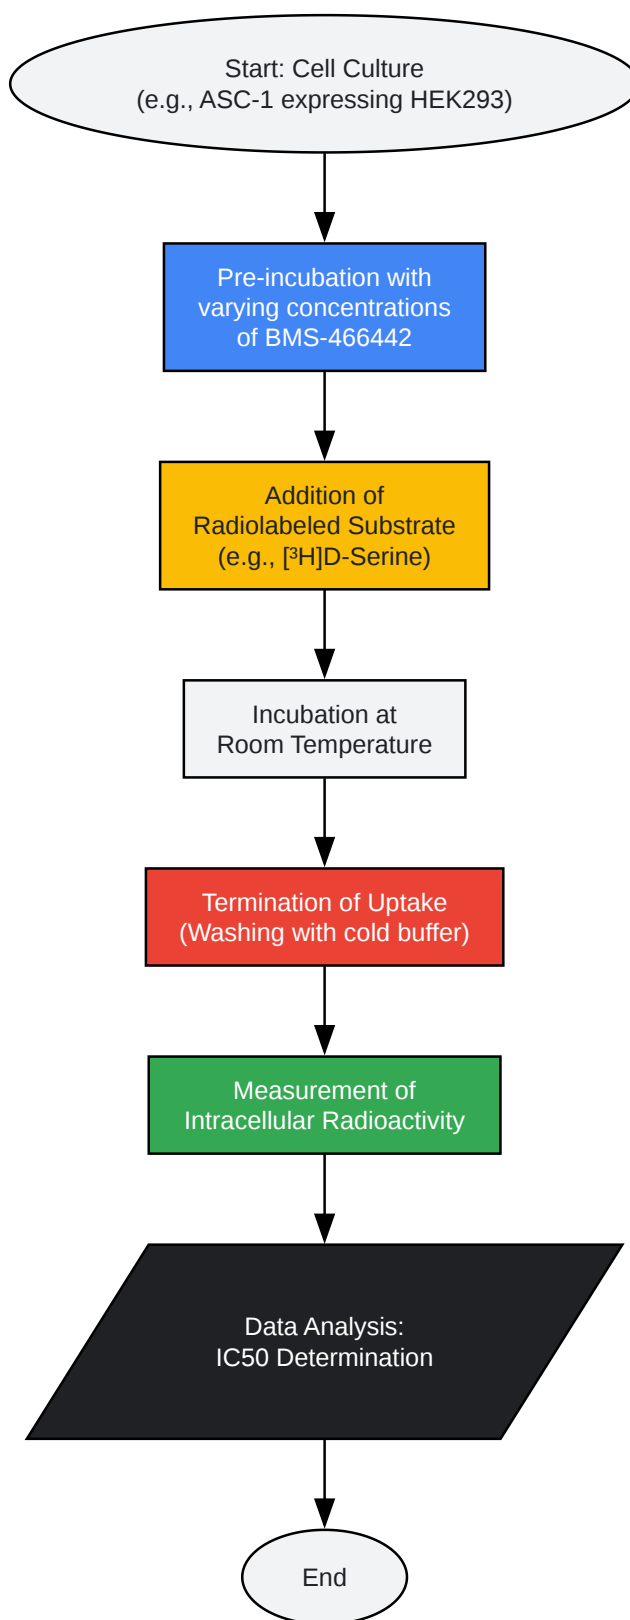 Start: Cell Culture
(e.g., ASC-1 expressing HEK293)
Pre-incubation with
varying concentrations
of BMS-466442
Addition of
Radiolabeled Substrate
(e.g., [³H]D-Serine)
Incubation at
Room Temperature
Termination of Uptake
(Washing with cold buffer)
Measurement of
Intracellular Radioactivity
Data Analysis:
IC50 Determination
End